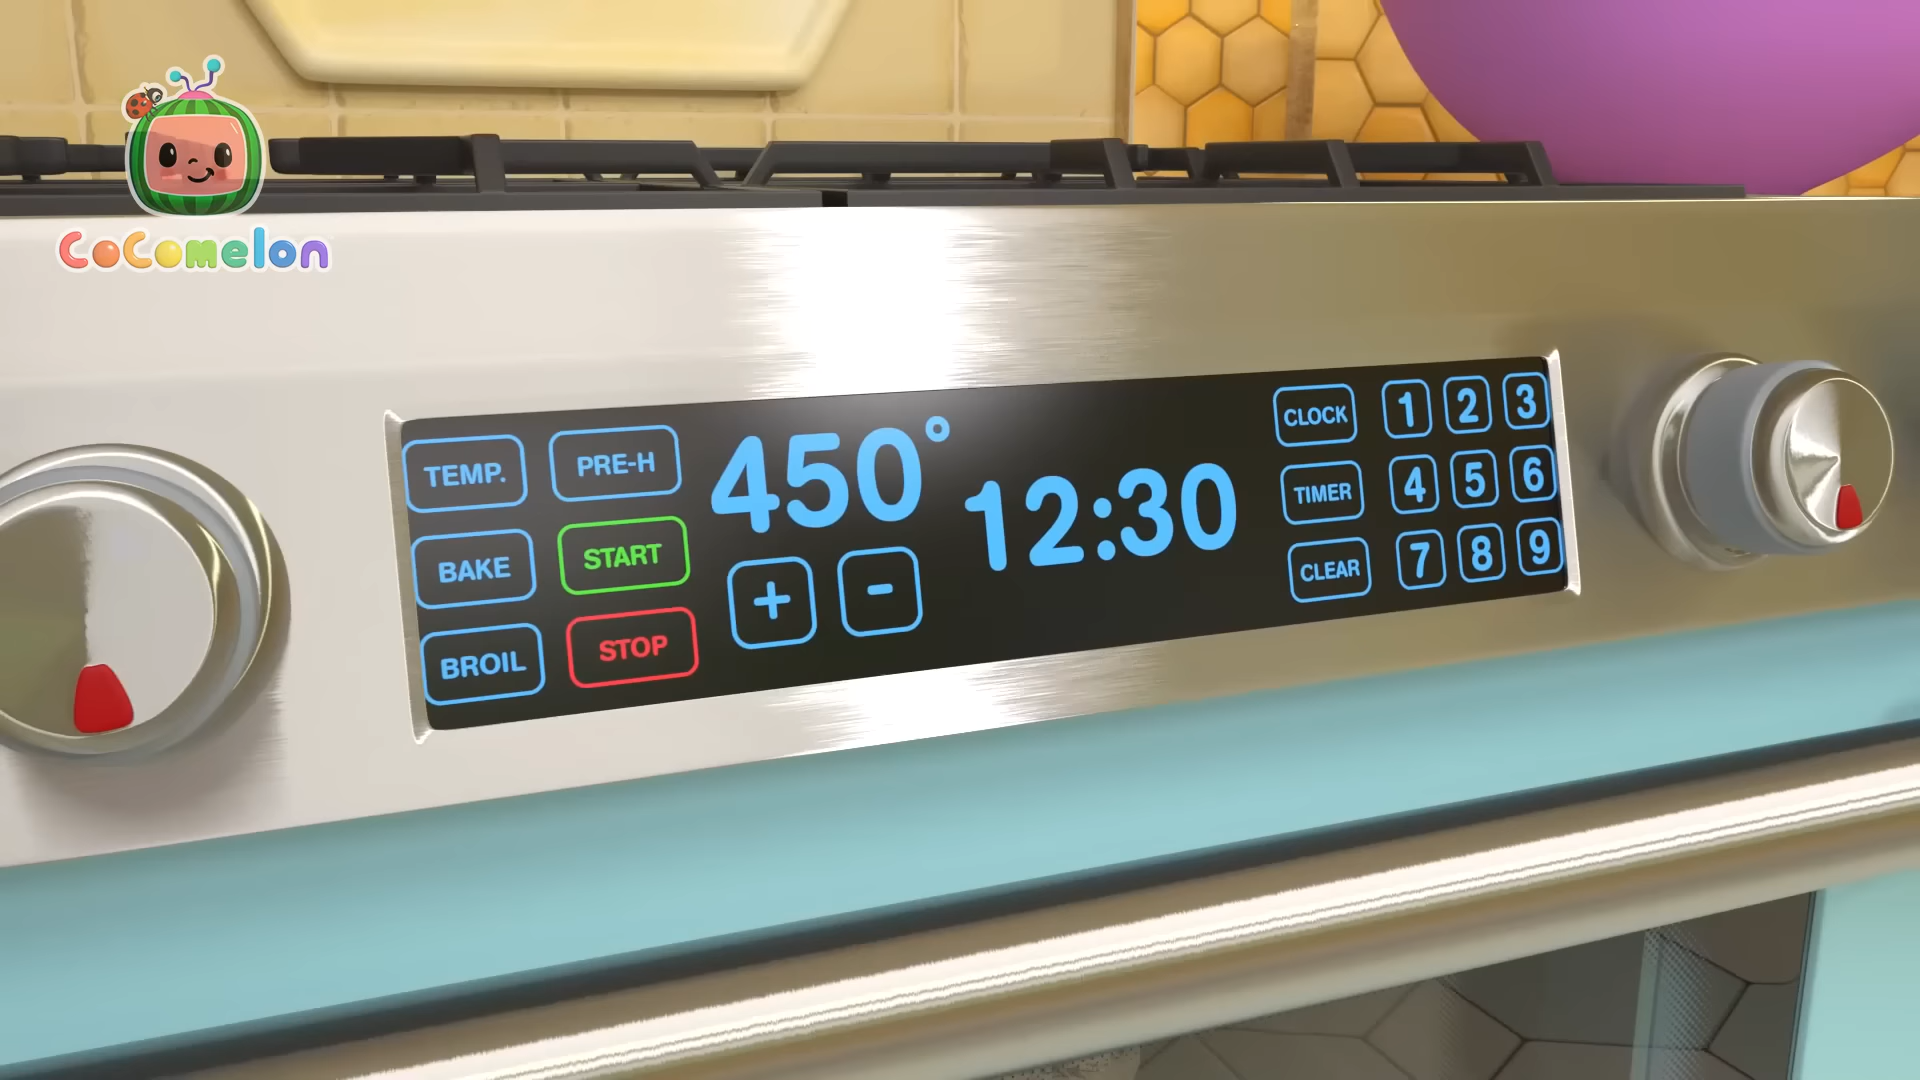 CoComelon
TEMP.
PRE-H
450°
12:30
CLOCK
1 2 3
BAKE
START
+ -
TIMER
4 5 6
BROIL
STOP
CLEAR
7 8 9